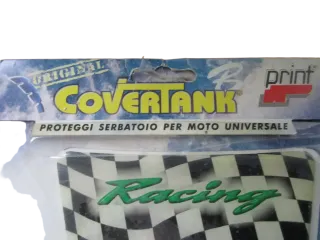 ORIGINAL
COVERTANK
print
PROTEGGI SERBATOIO PER MOTO UNIVERSALE
Racing